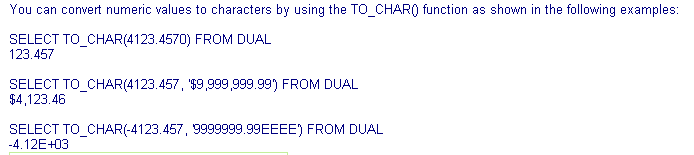 You can convert numeric values to characters by using the TO_CHAR() function as shown in the following examples:
SELECT TO_CHAR(4123.4570) FROM DUAL
123.457
SELECT TO_CHAR(4123.457, '$9,999,999.99') FROM DUAL
$4,123.46
SELECT TO_CHAR(-4123.457, '9999999.99EEEE') FROM DUAL
-4.12E+03